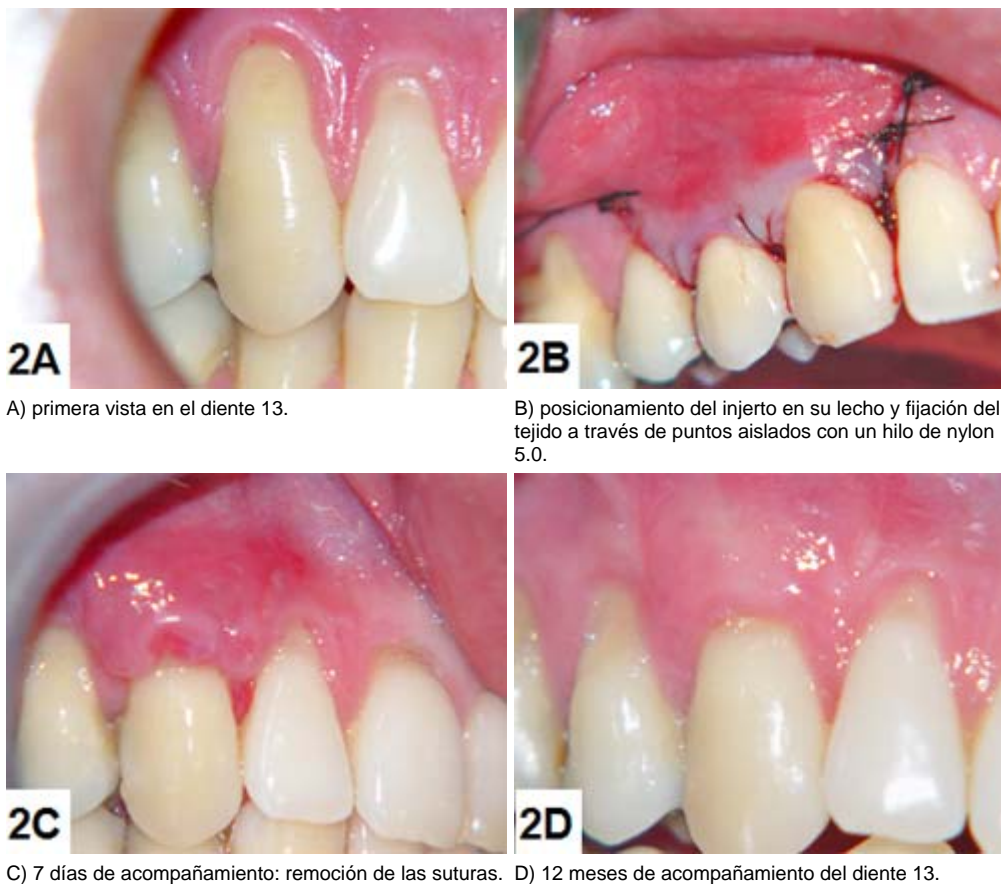 2A
2B
A) primera vista en el diente 13.
B) posicionamiento del injerto en su lecho y fijación del
tejido a través de puntos aislados con un hilo de nylon
5.0.
2C
2D
C) 7 días de acompañamiento: remoción de las suturas.
D) 12 meses de acompañamiento del diente 13.